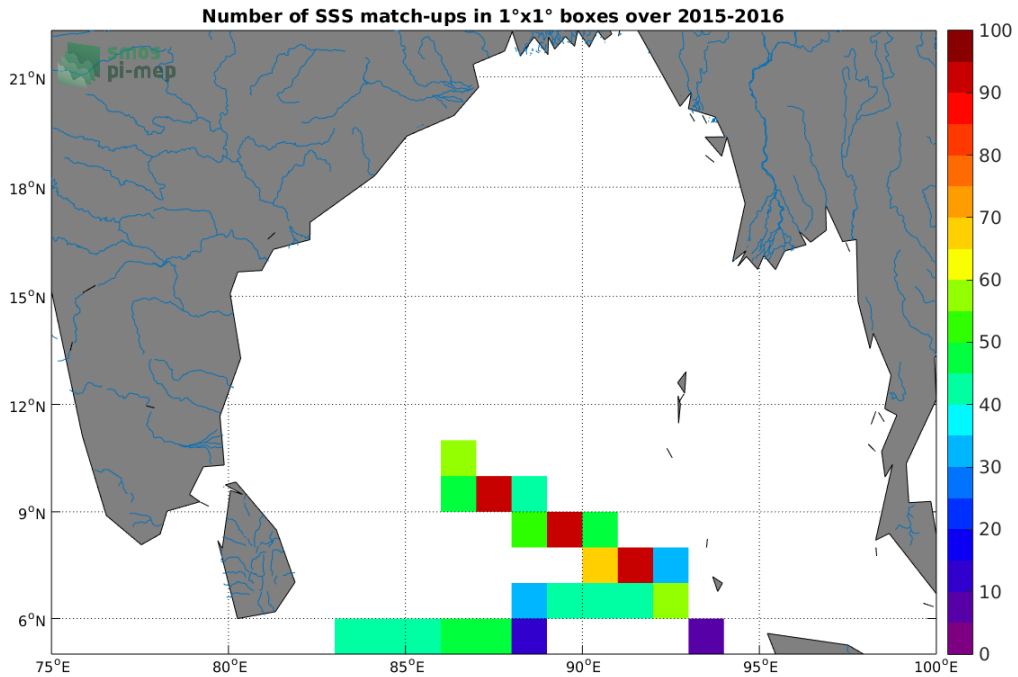 Number of SSS match-ups in 1°x1° boxes over 2015-2016
smos
pi-mep
21°N
18°N
15°N
12°N
9°N
6°N
75°E 80°E 85°E 90°E 95°E 100°E
100
90
80
70
60
50
40
30
20
10
0